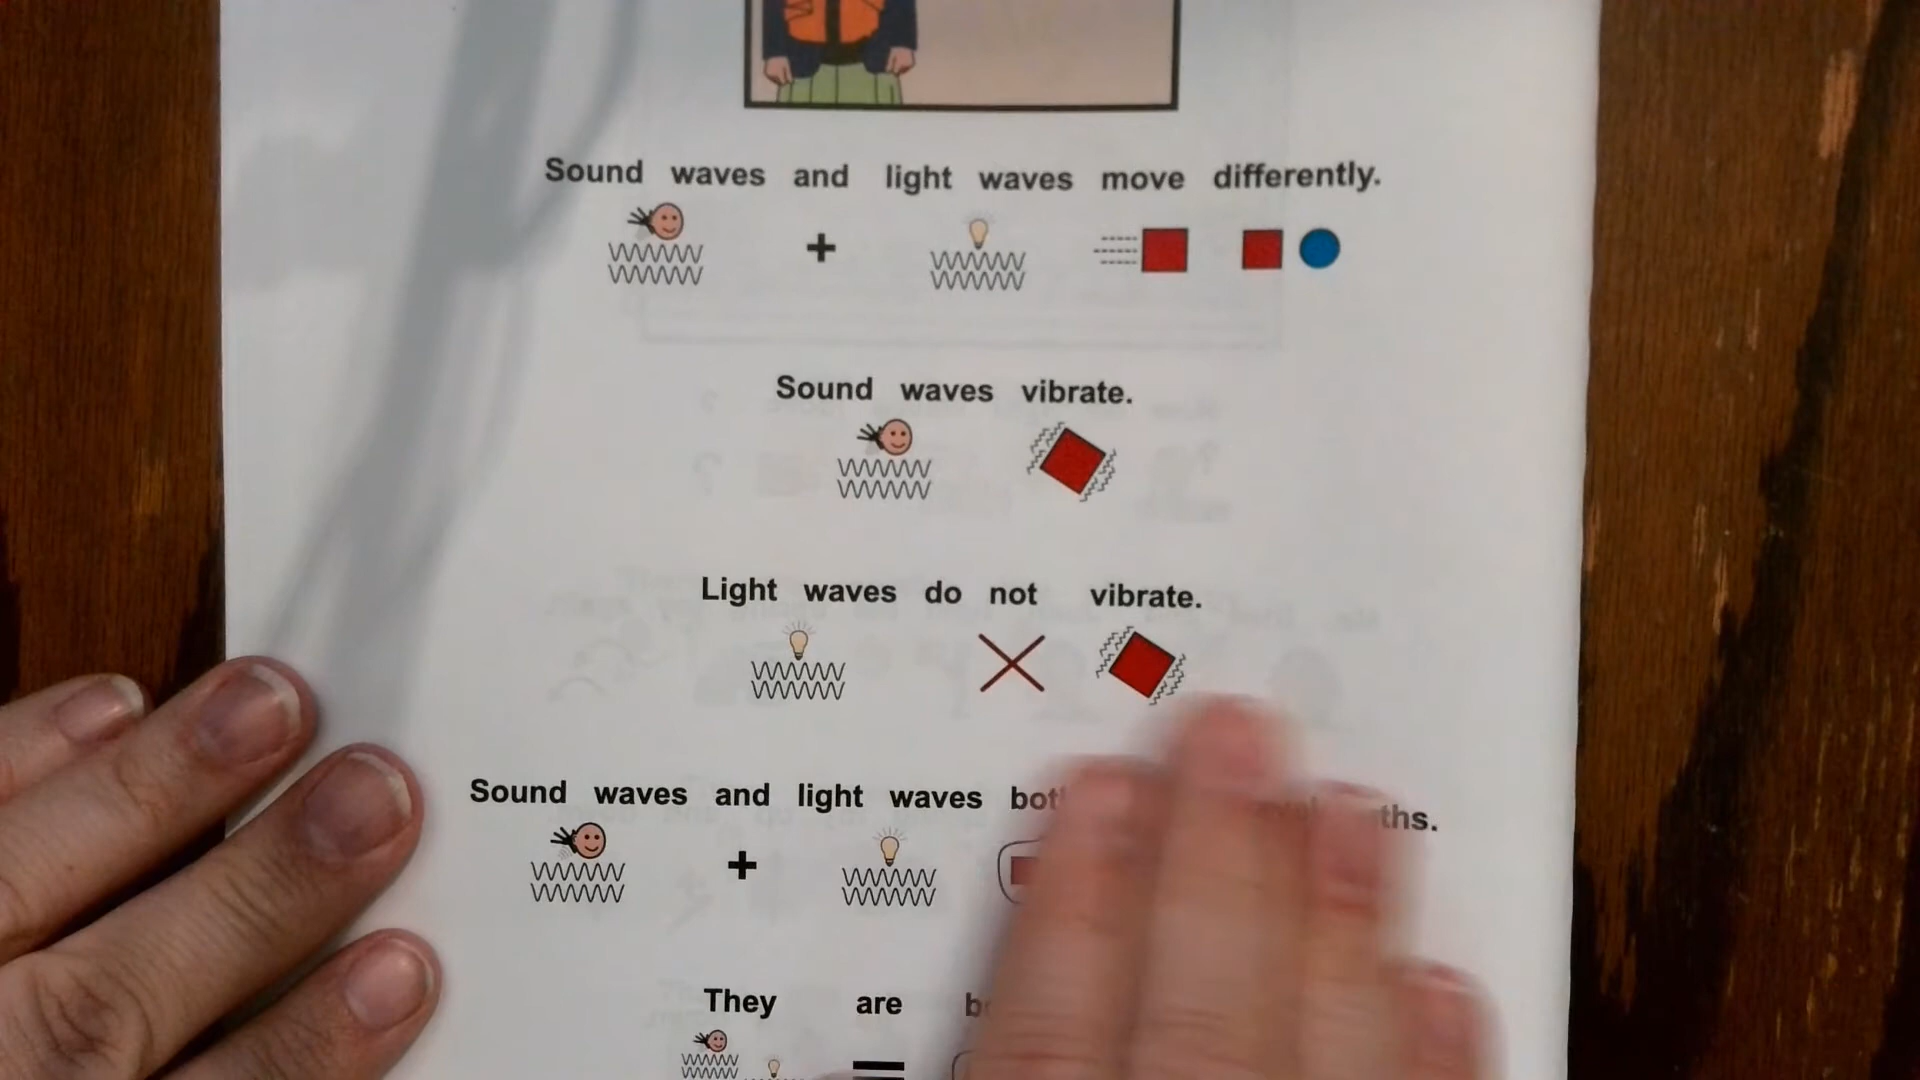 Sound waves and light waves move differently.
Sound waves vibrate.
Light waves do not vibrate.
Sound waves and light waves
They are